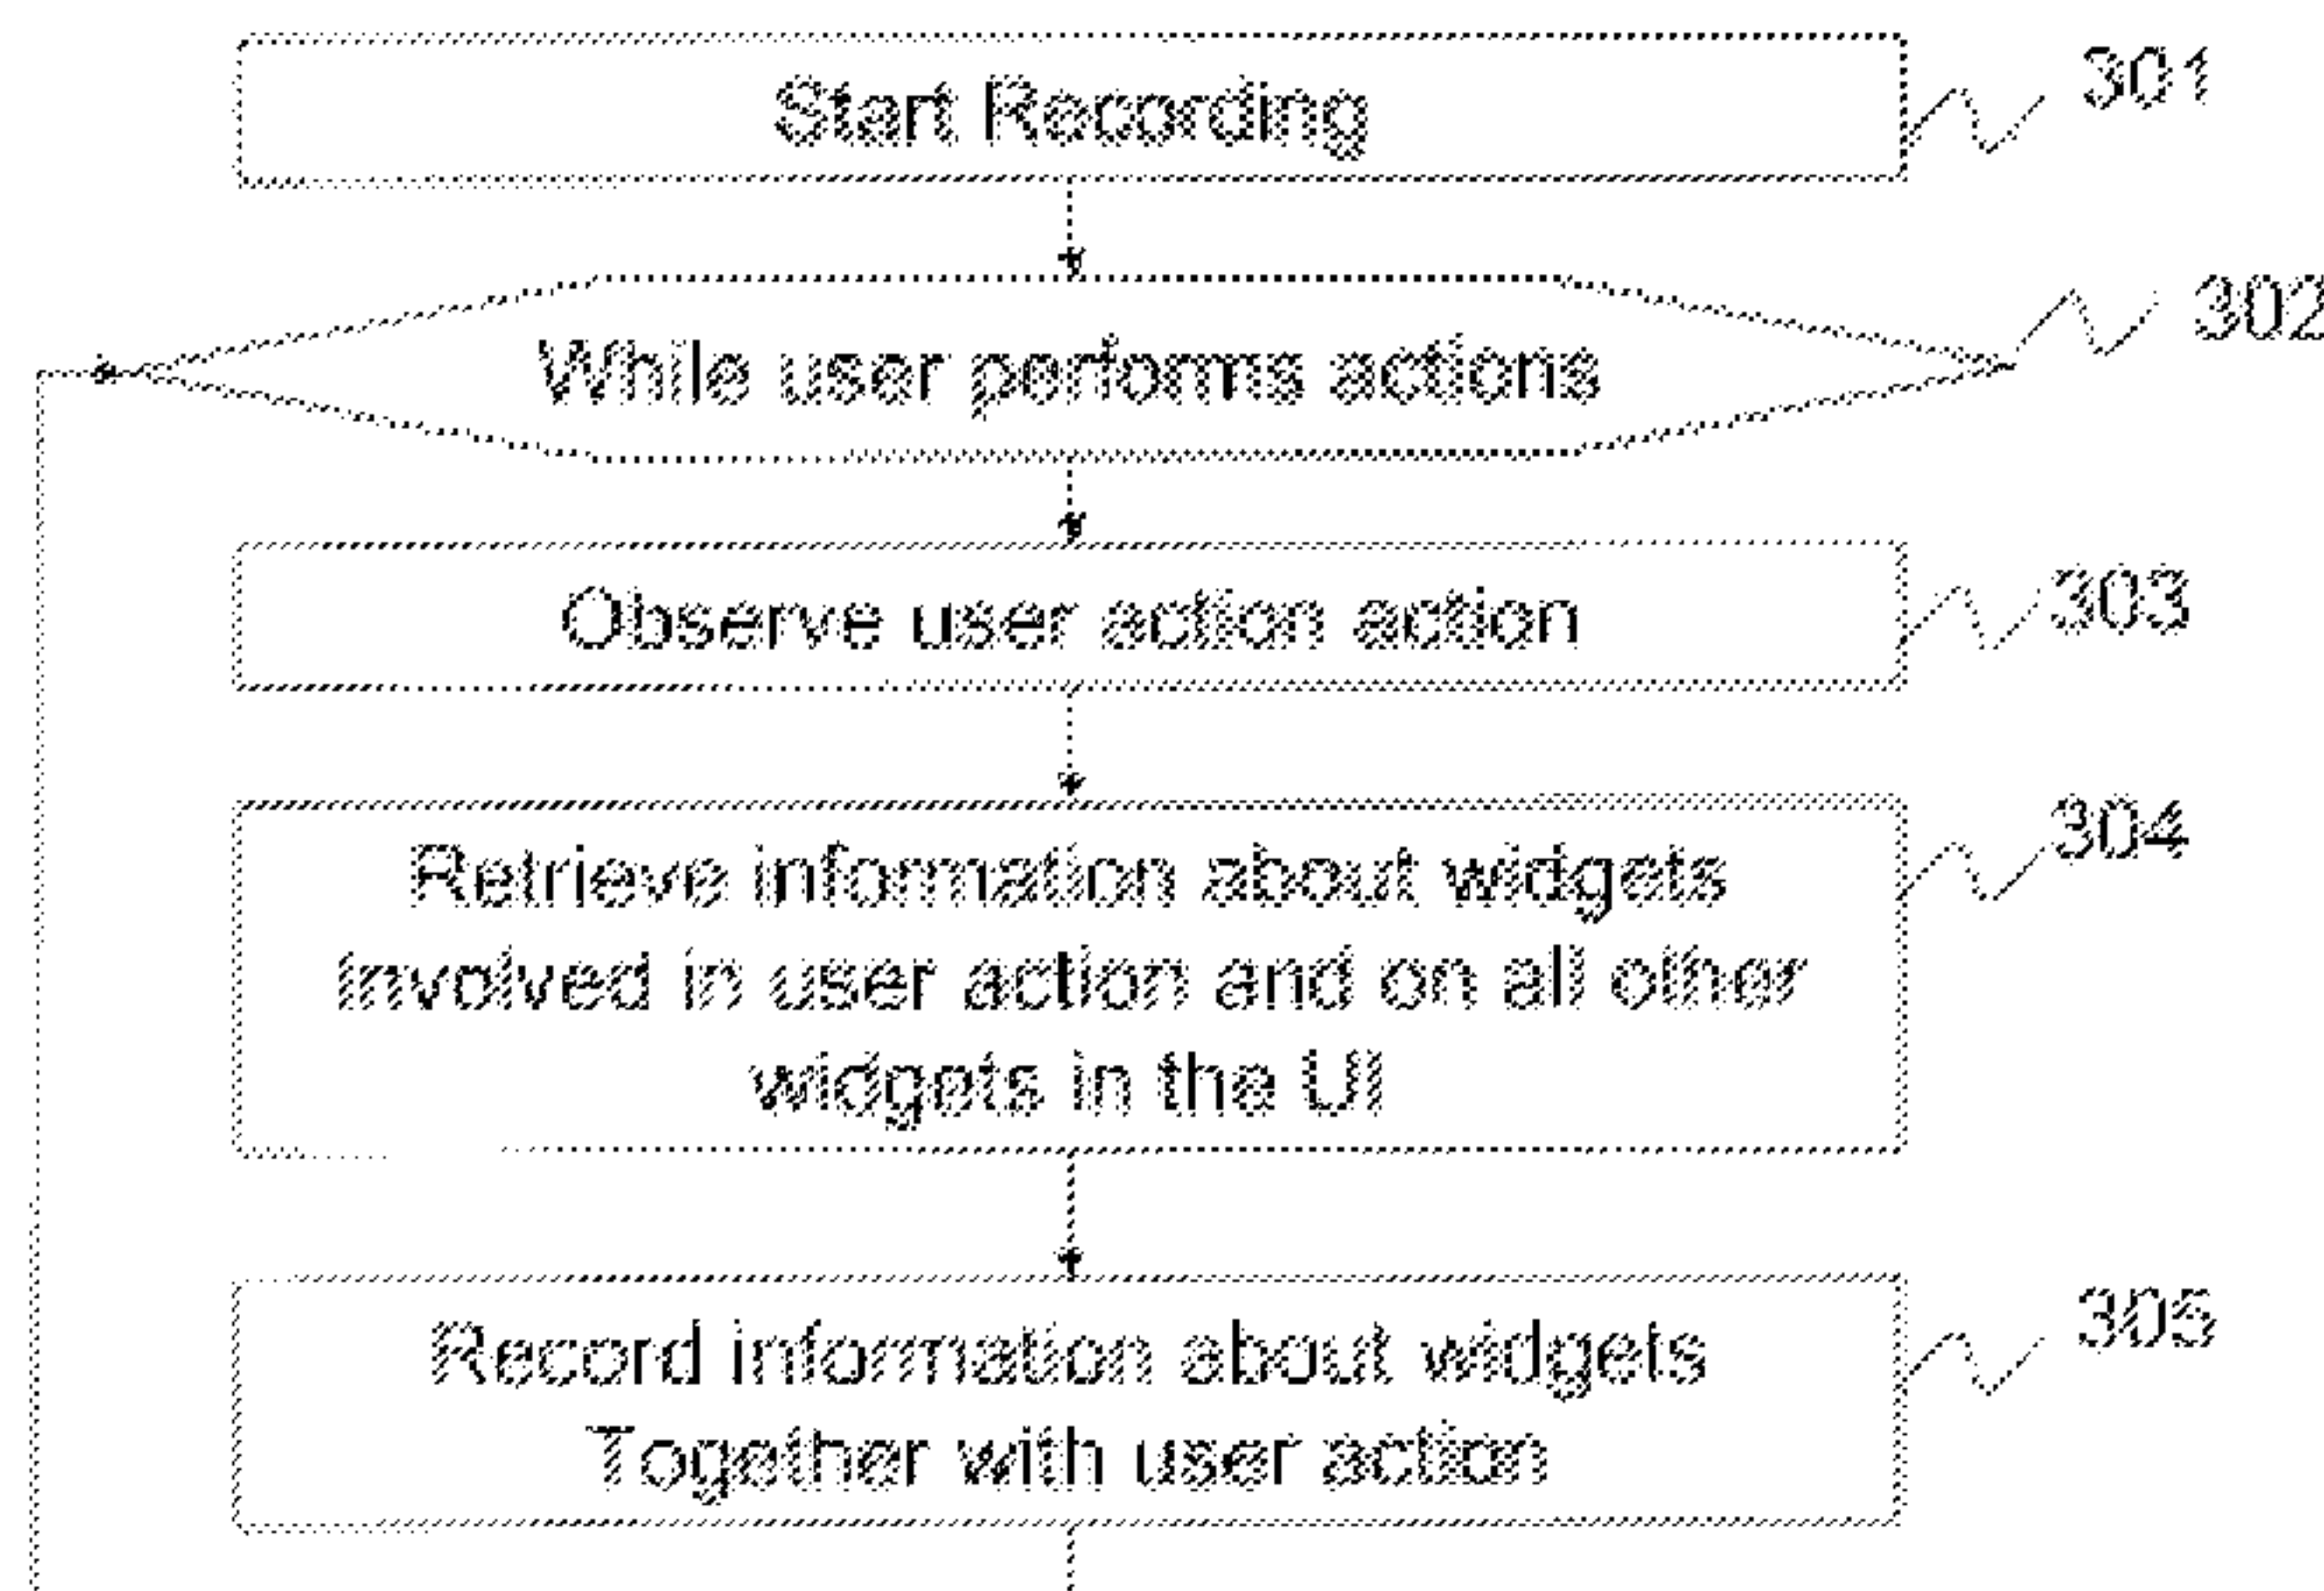 Start Recording
301
While user performs actions
302
Observe user action action
303
Retrieve information about widgets
involved in user action and on all other
widgets in the UI
304
Record information about widgets
Together with user action
305